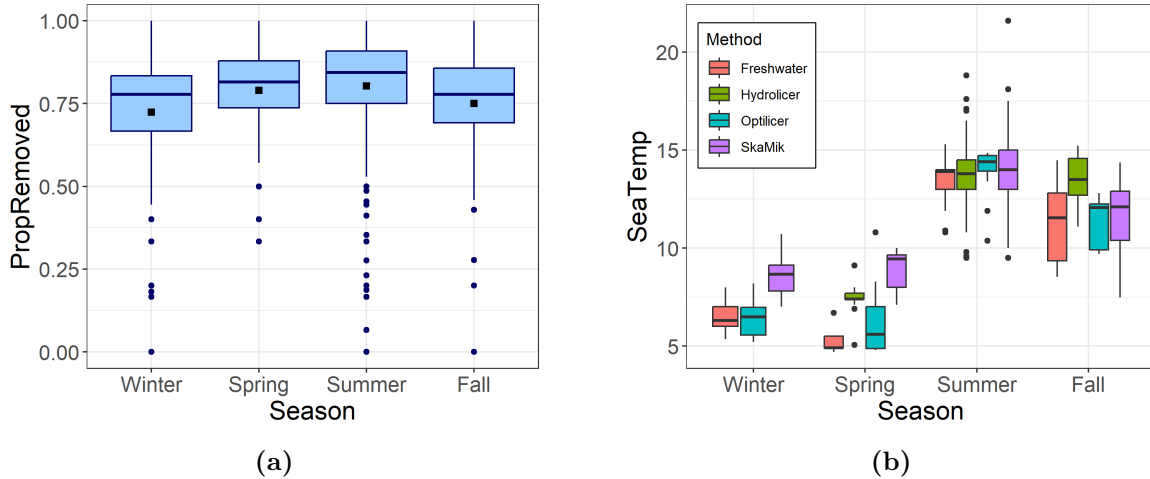 1.00
0.75
0.50
0.25
0.00
PropRemoved
Winter Spring Summer Fall
Season
(a)
20
15
10
5
SeaTemp
Method
Freshwater
Hydrolicer
Optilicer
SkaMik
Winter Spring Summer Fall
Season
(b)